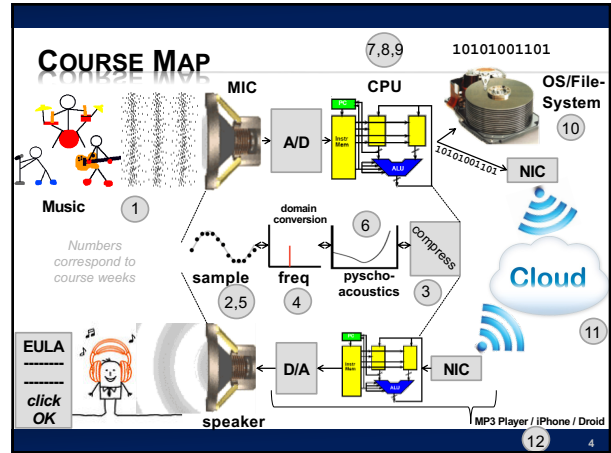 COURSE MAP
7,8,9
10101001101
MIC
CPU
OS/File-
System
10
PC
Instr
Mem
ALU
A/D
10101001101
NIC
Music
1
domain
conversion
6
compress
Numbers
correspond to
course weeks
sample
freq
pyscho-
acoustics
2,5
4
3
Cloud
11
EULA
--------
--------
click
OK
D/A
PC
Instr
Mem
ALU
NIC
speaker
MP3 Player / iPhone / Droid
12
4